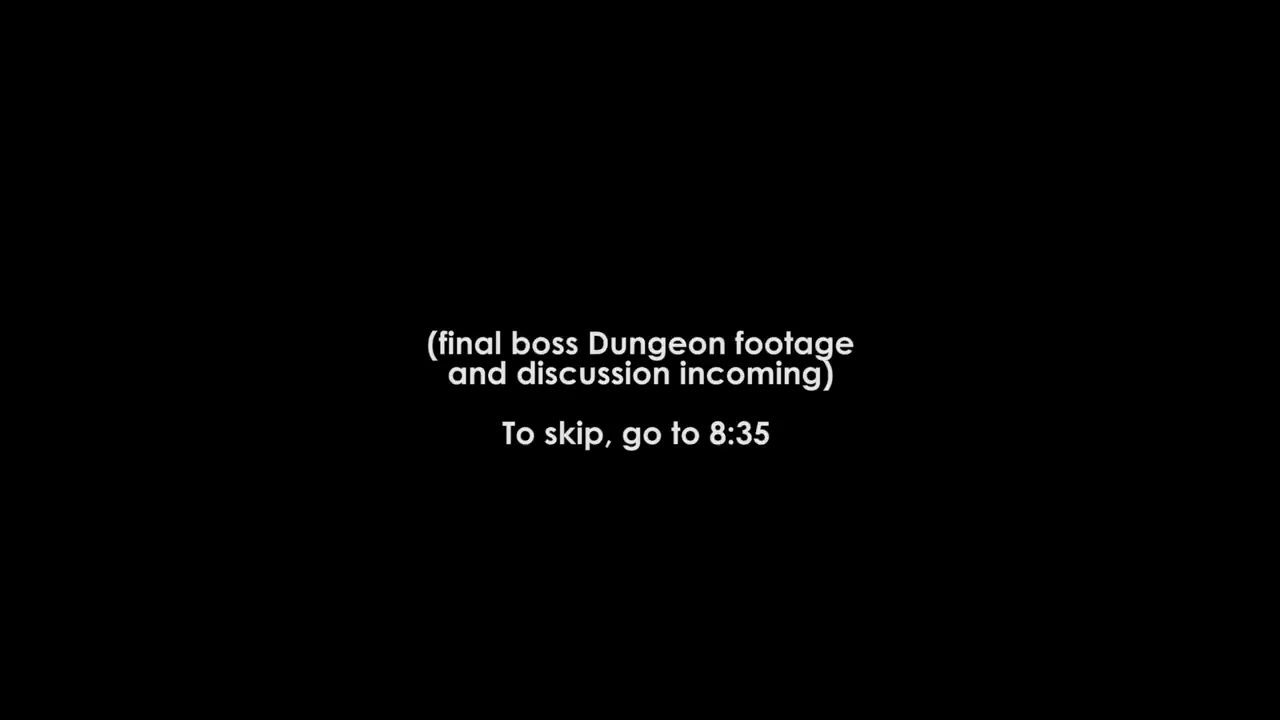 (final boss Dungeon footage
and discussion incoming)
To skip, go to 8:35